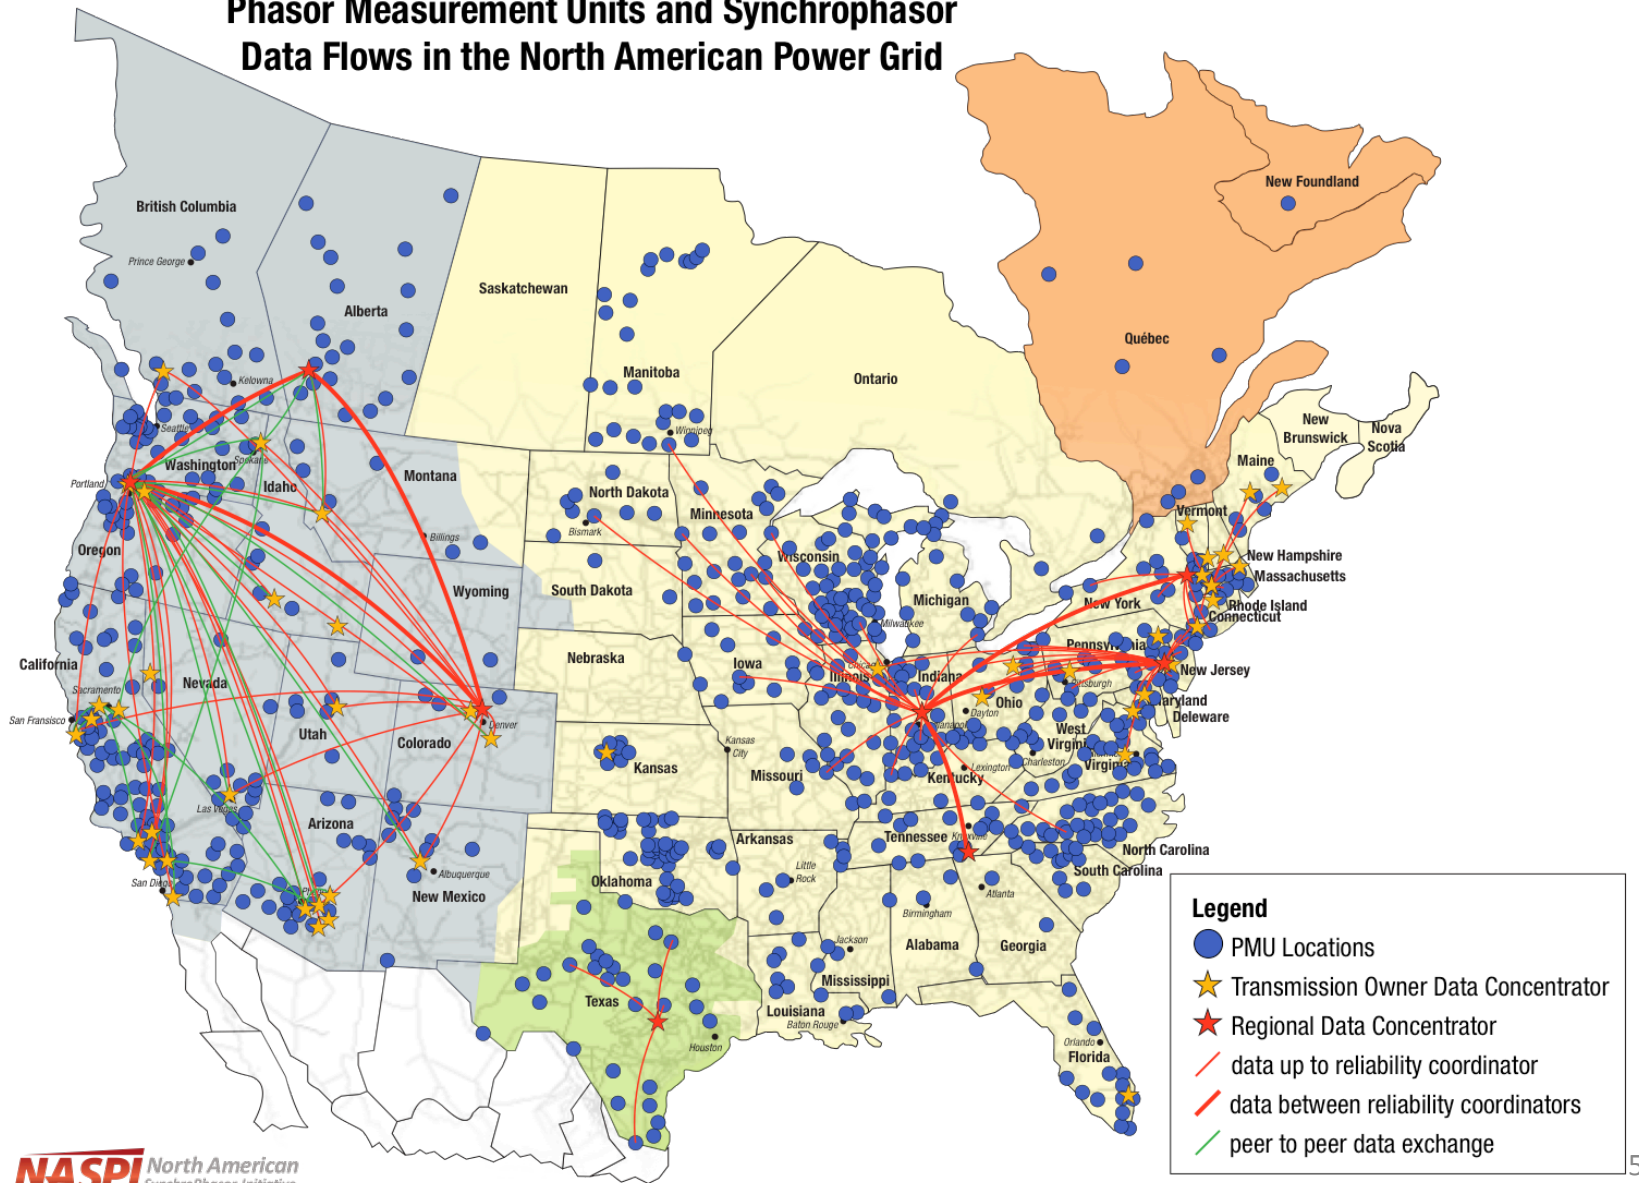 Phasor Measurement Units and Synchrophasor
Data Flows in the North American Power Grid
British Columbia
Prince George
Alberta
Kelowna
Saskatchewan
Manitoba
Winnipeg
Ontario
Québec
New Foundland
New
Brunswick
Nova
Scotia
Maine
Seattle
Washington
Spokane
Portland
Idaho
Montana
Billings
North Dakota
Bismark
Minnesota
Vermont
Oregon
Wyoming
South Dakota
Wisconsin
Milwaukee
Michigan
New York
New Hampshire
Massachusetts
Rhode Island
Connecticut
California
Sacramento
San Fransisco
Nevada
Utah
Colorado
Denver
Nebraska
Iowa
Chicago
Illinois
Indiana
Ohio
Dayton
Pennsylvania
Pittsburgh
New Jersey
Maryland
Deleware
West
Virginia
Charleston
Virginia
Kansas
Kansas
City
Missouri
Lexington
Kentucky
Las Vegas
Arizona
Albuquerque
New Mexico
San Diego
Oklahoma
Arkansas
Little
Rock
Tennessee
Knoxville
North Carolina
South Carolina
Atlanta
Birmingham
Alabama
Georgia
Jackson
Mississippi
Louisiana
Baton Rouge
Texas
Houston
Orlando
Florida
Legend
PMU Locations
Transmission Owner Data Concentrator
Regional Data Concentrator
data up to reliability coordinator
data between reliability coordinators
peer to peer data exchange
NASPI
North American
SynchroPhasor Initiative
5